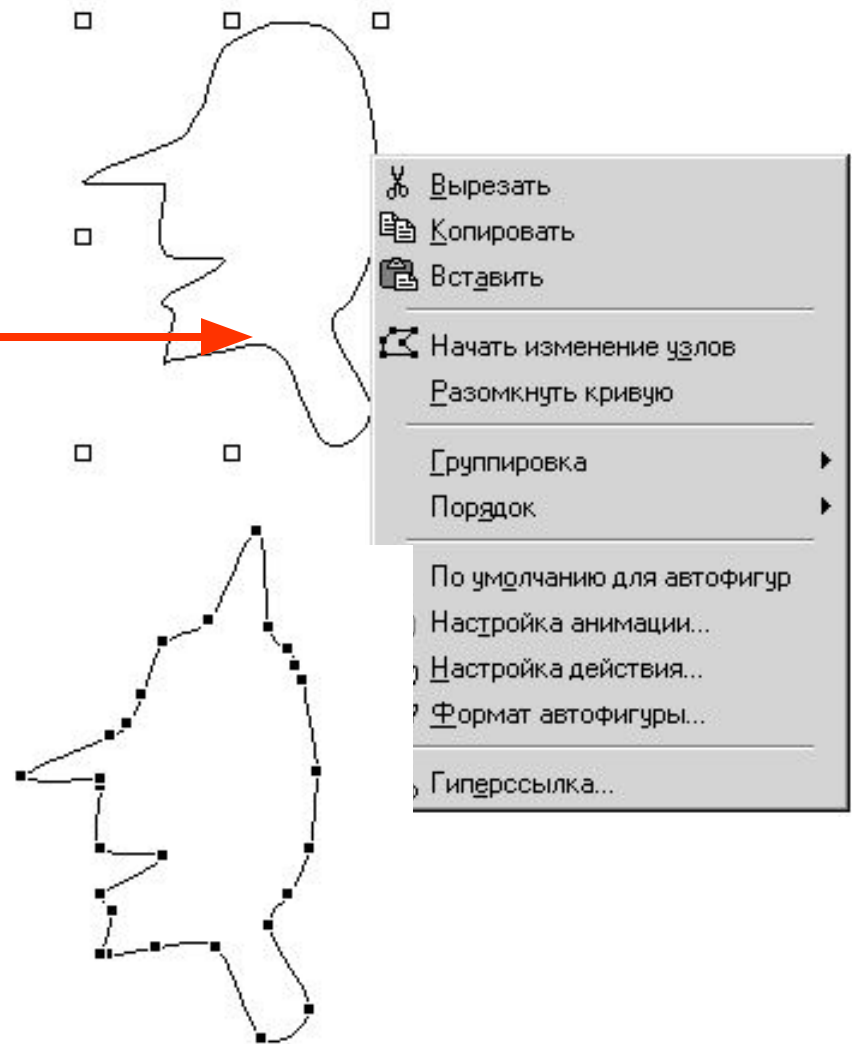 Вырезать
Копировать
Вставить
Начать изменение узлов
Разомкнуть кривую
Группировка
Порядок
По умолчанию для автофигур
Настройка анимации...
Настройка действия...
Формат автофигуры...
Гиперссылка...